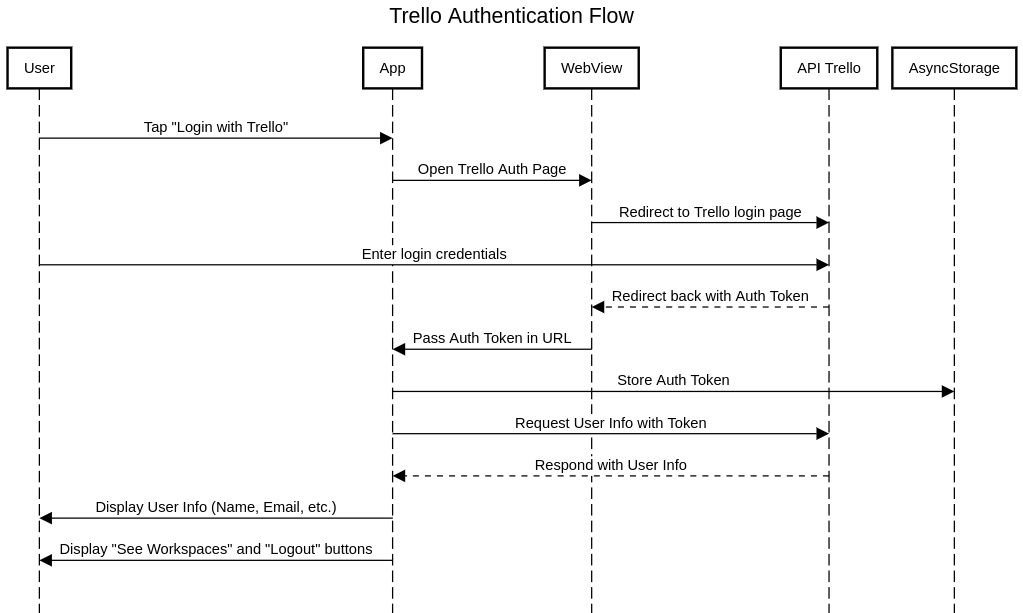 Trello Authentication Flow
User
App
WebView
API Trello
AsyncStorage
Tap "Login with Trello"
Open Trello Auth Page
Redirect to Trello login page
Enter login credentials
Redirect back with Auth Token
Pass Auth Token in URL
Store Auth Token
Request User Info with Token
Respond with User Info
Display User Info (Name, Email, etc.)
Display "See Workspaces" and "Logout" buttons